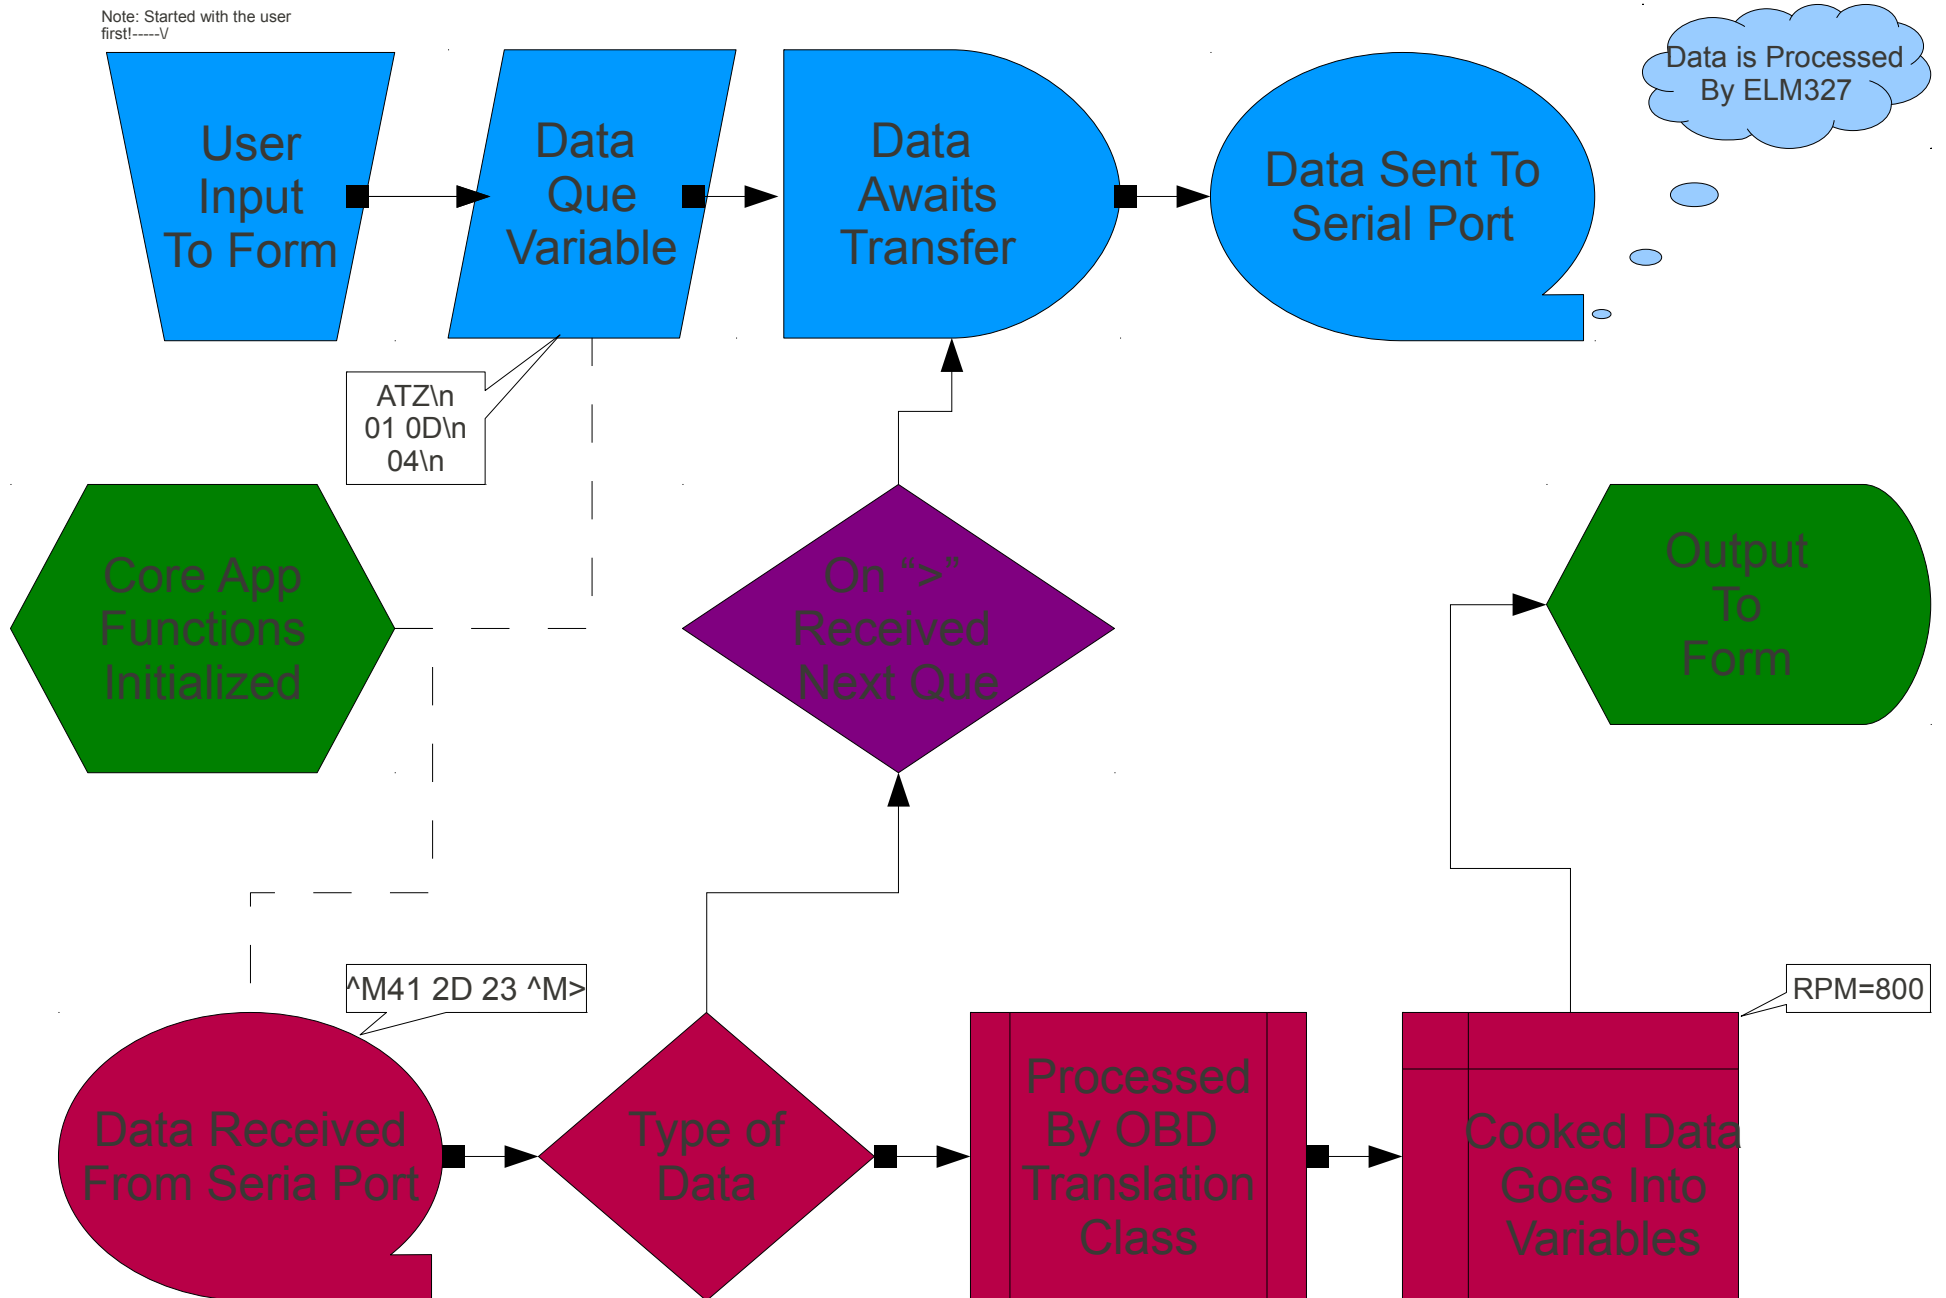 Note: Started with the user
first!-----\/
User
Input
To Form
Data
Que
Variable
Data
Awaits
Transfer
Data Sent To
Serial Port
Data is Processed
By ELM327
ATZ\n
01 0D\n
04\n
Core App
Functions
Initialized
On “>”
Received
Next Que
Output
To
Form
^M41 2D 23 ^M>
RPM=800
Data Received
From Seria Port
Type of
Data
Processed
By OBD
Translation
Class
Cooked Data
Goes Into
Variables